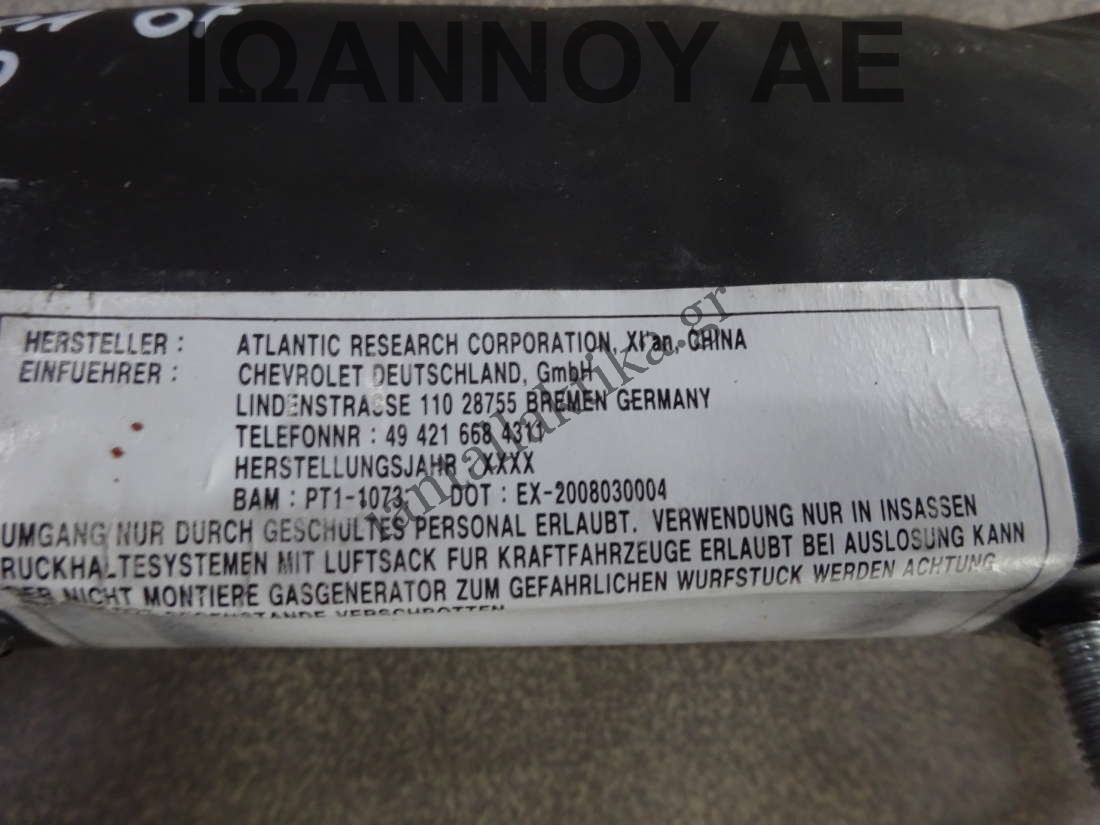 ΙΩΑΝΝΟΥ ΑΕ
HERSTELLER : ATLANTIC RESEARCH CORPORATION, XI'an, CHINA
EINFUEHRER : CHEVROLET DEUTSCHLAND, GmbH
LINDENSTRASSE 110 28755 BREMEN GERMANY
TELEFONNR : 49 421 668 4311
HERSTELLUNGSJAHR XXXX
BAM : PT1-1073 DOT : EX-2008030004
UMGANG NUR DURCH GESCHULTES PERSONAL ERLAUBT. VERWENDUNG NUR IN INSASSEN
RUCKHALTESYSTEMEN MIT LUFTSACK FUR KRAFTFAHRZEUGE ERLAUBT BEI AUSLOSUNG KANN
DER NICHT MONTIERE GASGENERATOR ZUM GEFAHRLICHEN WURFSTUCK WERDEN ACHTUNG
VERSCHROTTEN